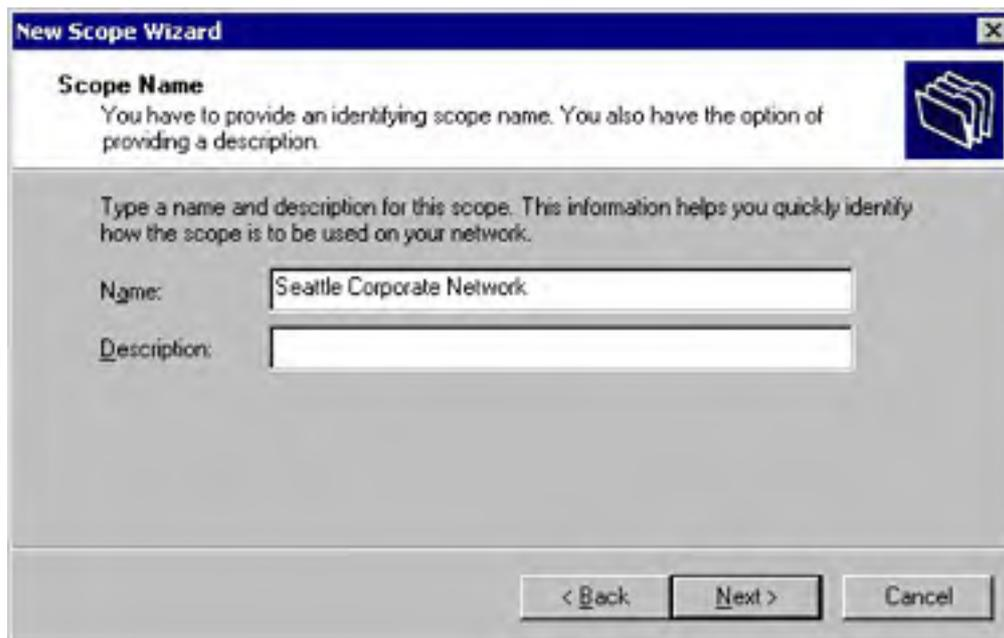 New Scope Wizard
Scope Name
You have to provide an identifying scope name. You also have the option of
providing a description.
Type a name and description for this scope. This information helps you quickly identify
how the scope is to be used on your network.
Name: Seattle Corporate Network
Description:
< Back Next > Cancel